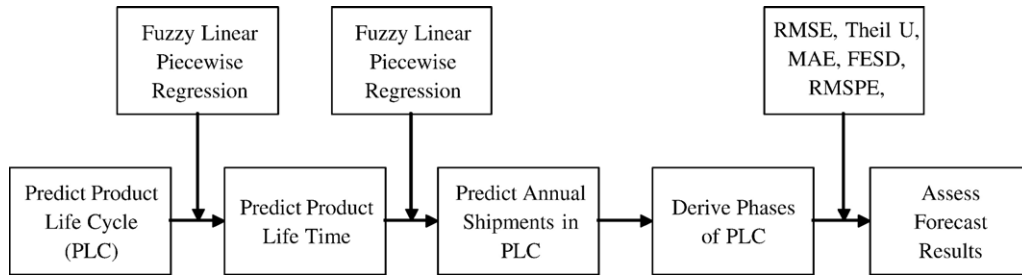 Fuzzy Linear
Piecewise
Regression
Fuzzy Linear
Piecewise
Regression
RMSE, Theil U,
MAE, FESD,
RMSPE,
Predict Product
Life Cycle
(PLC)
Predict Product
Life Time
Predict Annual
Shipments in
PLC
Derive Phases
of PLC
Assess
Forecast
Results